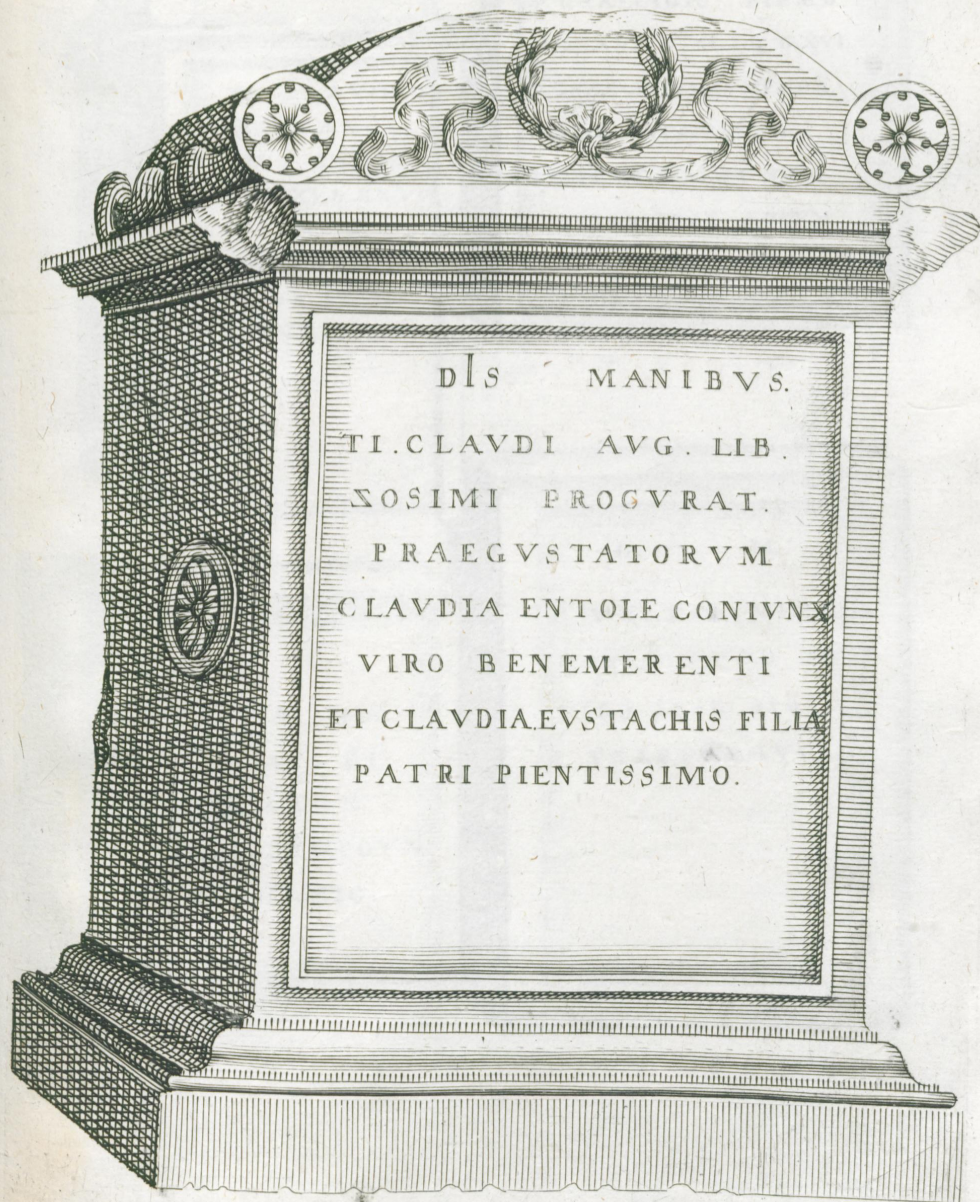 DIS MANIBVS.
TI.CLAVDI AVG. LIB.
ZOSIMI PROCVRAT.
PRAEGVSTATORVM
CLAVDIA ENTOLE CONIVNX
VIRO BENEMERENTI
ET CLAVDIA.EVSTACHIS FILIA
PATRI PIENTISSIMO.